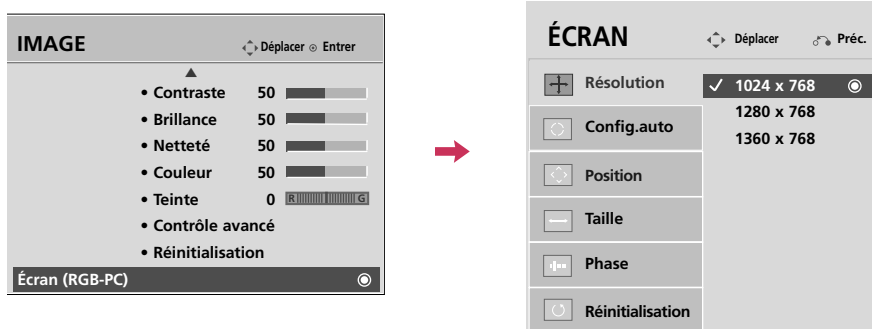 IMAGE
Déplacer Entrer
• Contraste 50
• Brillance 50
• Netteté 50
• Couleur 50
• Teinte 0 R G
• Contrôle avancé
• Réinitialisation
Écran (RGB-PC)
ÉCRAN
Déplacer Préc.
Résolution
Config.auto
Position
Taille
Phase
Réinitialisation
✓ 1024 x 768
1280 x 768
1360 x 768